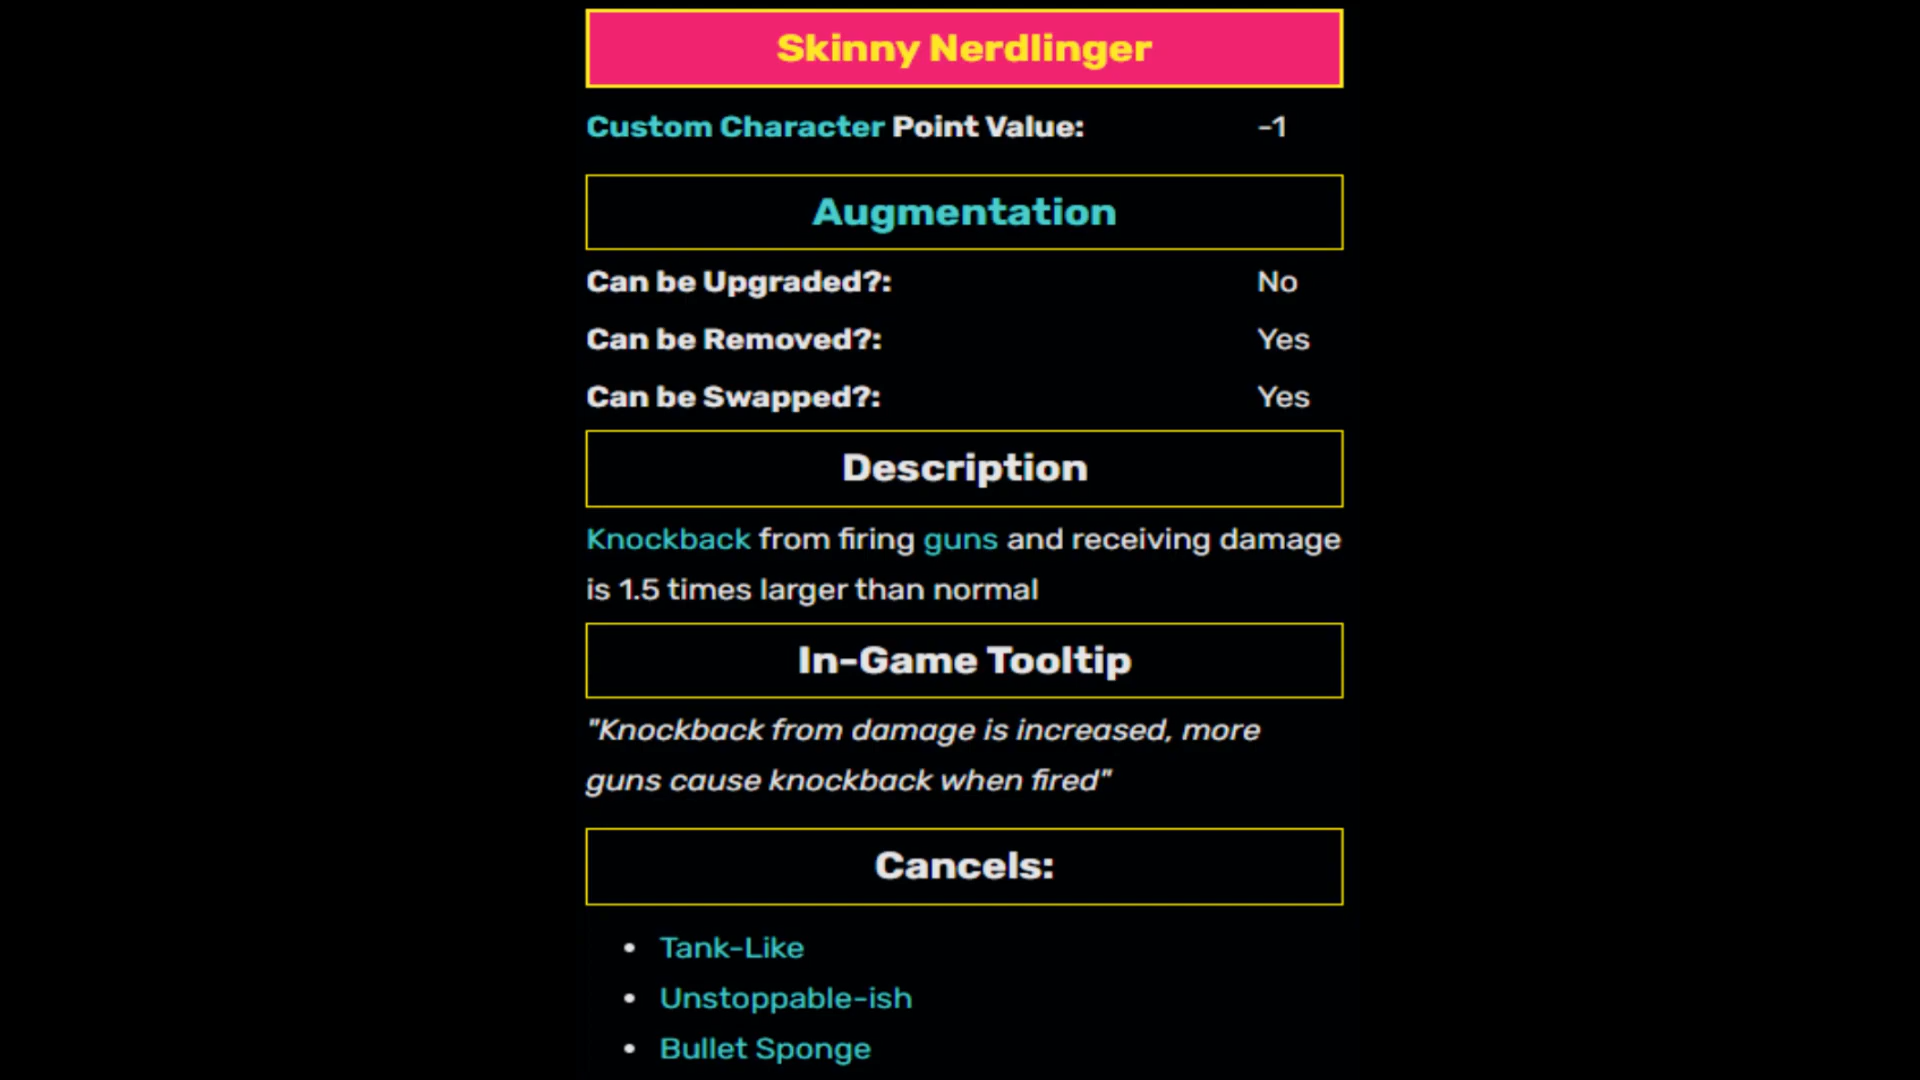 Skinny Nerdlinger
Custom Character Point Value: -1
Augmentation
Can be Upgraded?: No
Can be Removed?: Yes
Can be Swapped?: Yes
Description
Knockback from firing guns and receiving damage
is 1.5 times larger than normal
In-Game Tooltip
"Knockback from damage is increased, more
guns cause knockback when fired"
Cancels:
• Tank-Like
• Unstoppable-ish
• Bullet Sponge